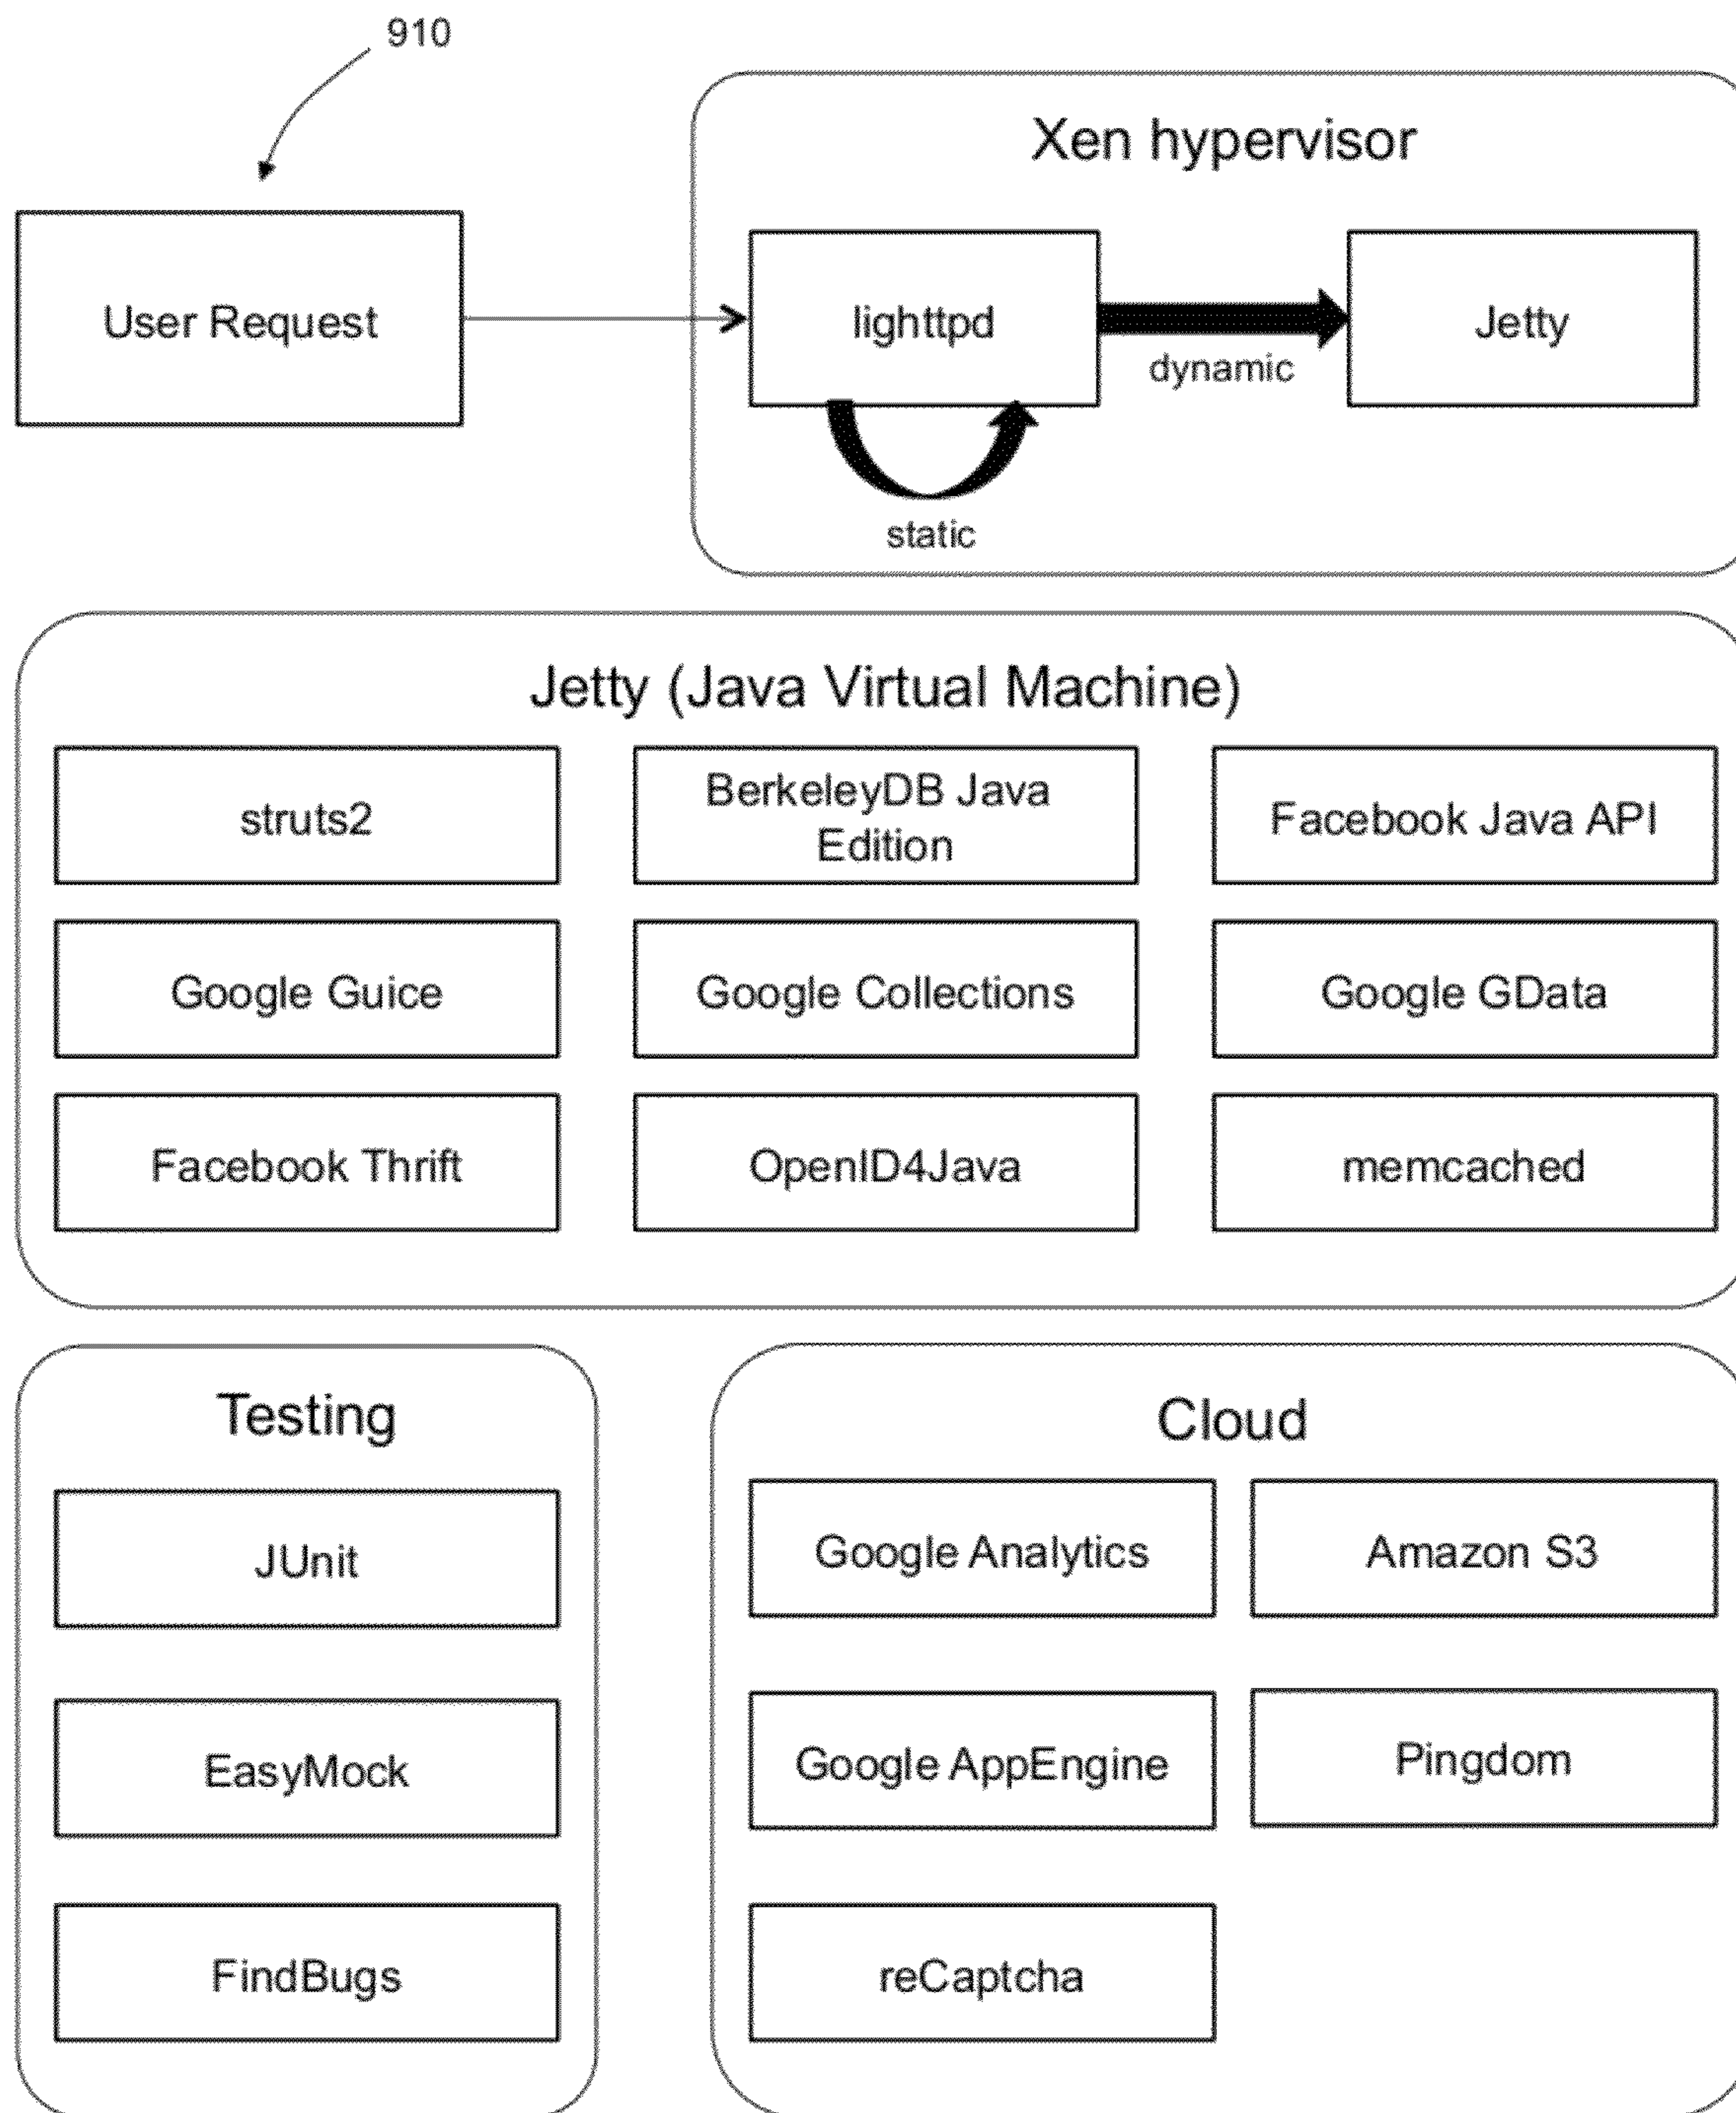 910
Xen hypervisor
User Request
lighttpd
Jetty
dynamic
static
Jetty (Java Virtual Machine)
struts2
BerkeleyDB Java
Edition
Facebook Java API
Google Guice
Google Collections
Google GData
Facebook Thrift
OpenID4Java
memcached
Testing
Cloud
JUnit
Google Analytics
Amazon S3
EasyMock
Google AppEngine
Pingdom
FindBugs
reCaptcha